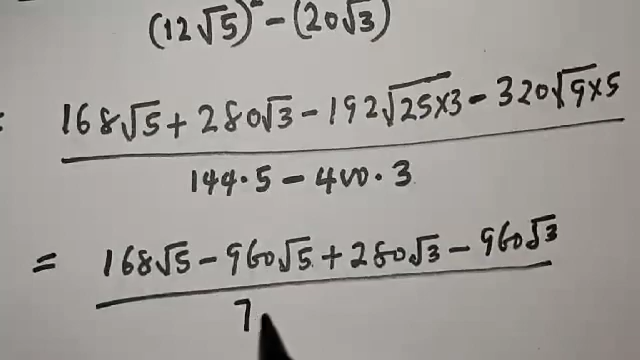 (12√5)² − (20√3)
168√5 + 280√3 − 192√25×3 − 320√9×5
144·5 − 400·3
= 168√5 − 960√5 + 280√3 − 960√3
7